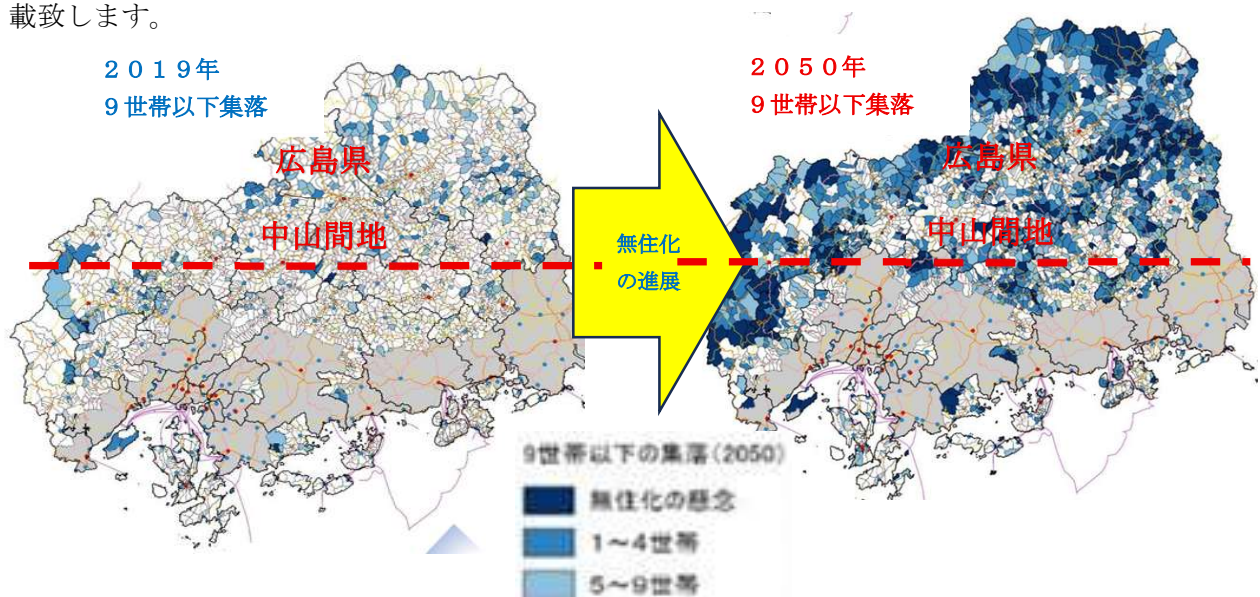 載致します。
２０１９年
９世帯以下集落
広島県
中山間地
無住化
の進展
２０５０年
９世帯以下集落
広島県
中山間地
9世帯以下の集落(2050)
無住化の懸念
1～4世帯
5～9世帯